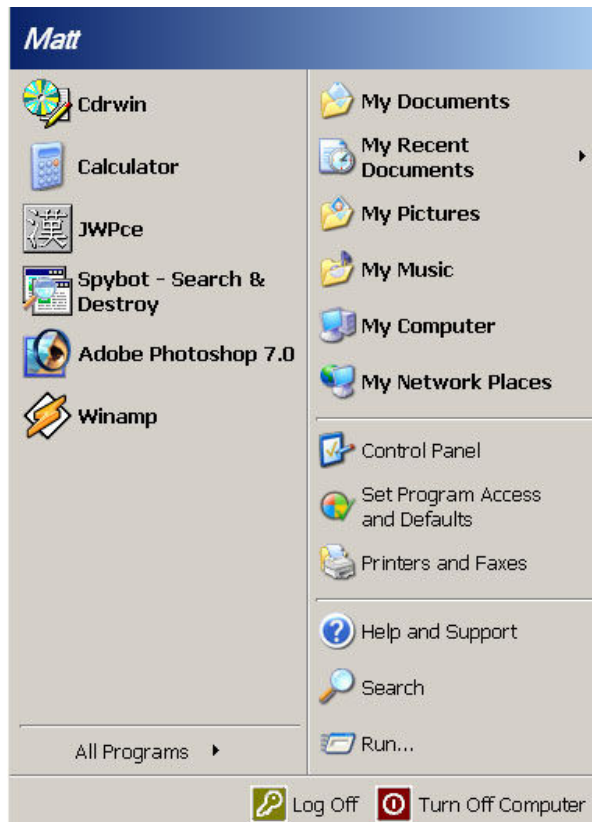 Matt
Cdrwin
Calculator
漢
JWPce
Spybot - Search &
Destroy
Adobe Photoshop 7.0
Winamp
All Programs
My Documents
My Recent
Documents
My Pictures
My Music
My Computer
My Network Places
Control Panel
Set Program Access
and Defaults
Printers and Faxes
Help and Support
Search
Run...
Log Off
Turn Off Computer